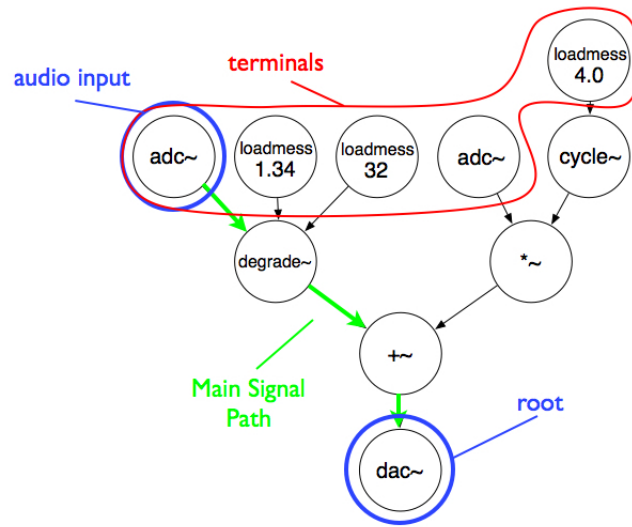 loadmess
4.0
terminals
audio input
adc~
loadmess
1.34
loadmess
32
adc~
cycle~
degrade~
*~
+~
Main Signal
Path
root
dac~